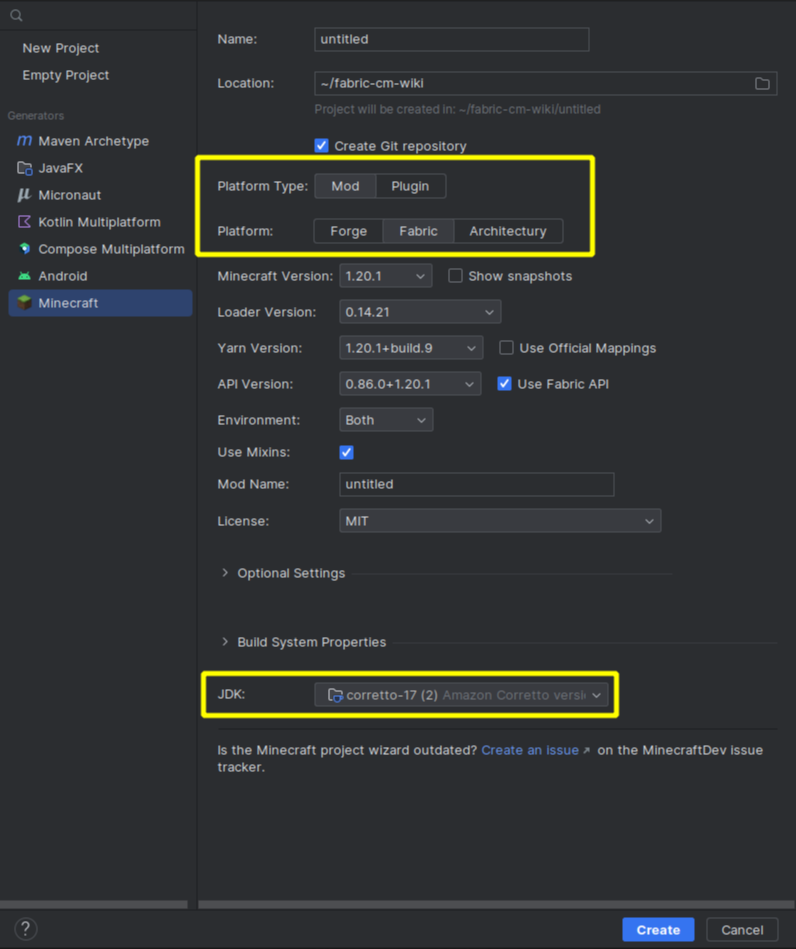 New Project
Empty Project
Generators
Maven Archetype
JavaFX
Micronaut
Kotlin Multiplatform
Compose Multiplatform
Android
Minecraft
Name: untitled
Location: ~/fabric-cm-wiki
Project will be created in: ~/fabric-cm-wiki/untitled
Create Git repository
Platform Type: Mod Plugin
Platform: Forge Fabric Architectury
Minecraft Version: 1.20.1 Show snapshots
Loader Version: 0.14.21
Yarn Version: 1.20.1+build.9 Use Official Mappings
API Version: 0.86.0+1.20.1 Use Fabric API
Environment: Both
Use Mixins:
Mod Name: untitled
License: MIT
Optional Settings
Build System Properties
JDK: corretto-17 (2) Amazon Corretto versi
Is the Minecraft project wizard outdated? Create an issue ↗ on the MinecraftDev issue
tracker.
? Create Cancel